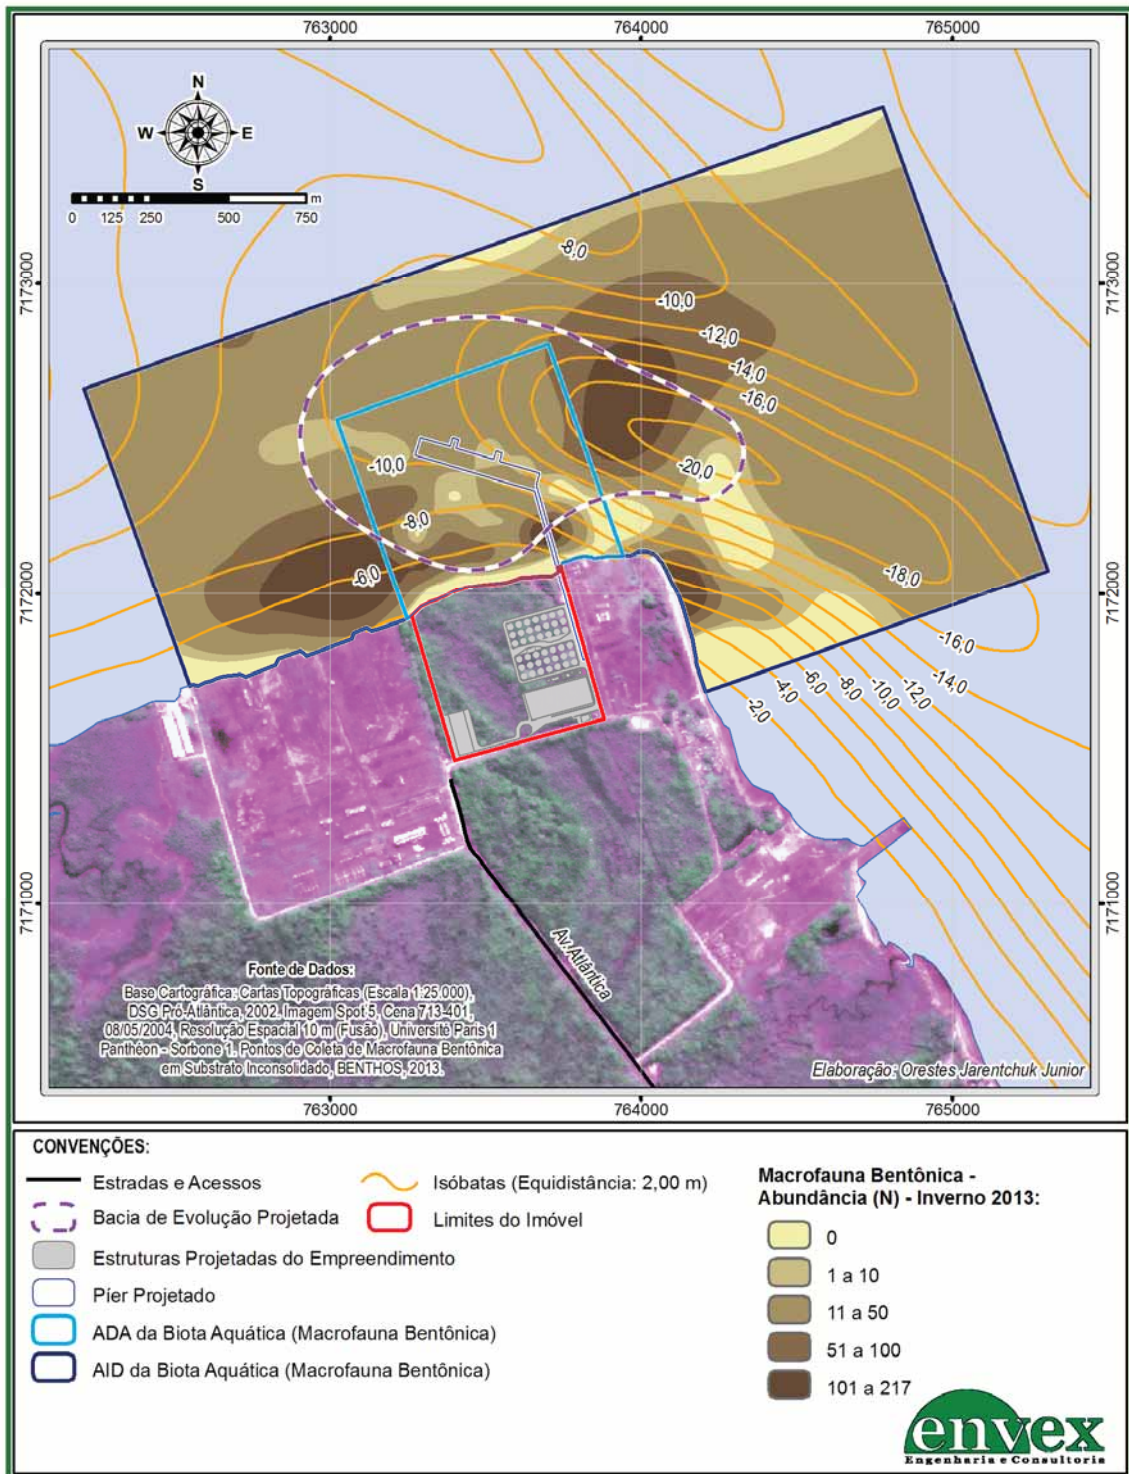 763000 764000 765000
N
W E
S
m
0 125 250 500 750
7173000 7173000
7172000 7172000
7171000 7171000
-8,0
-10,0
-12,0
-14,0
-16,0
-10,0
-20,0
-8,0
-6,0
-18,0
-16,0
-14,0
-12,0
-10,0
-8,0
-6,0
-4,0
-2,0
Av. Atlântica
Fonte de Dados:
Base Cartográfica: Cartas Topográficas (Escala 1:25.000),
DSG Pró-Atlântica, 2002. Imagem Spot 5, Cena 713-401,
08/05/2004, Resolução Espacial 10 m (Fusão), Université Paris 1
Panthéon - Sorbone 1. Pontos de Coleta de Macrofauna Bentônica
em Substrato Inconsolidado, BENTHOS, 2013.
Elaboração: Orestes Jarentchuk Junior
763000 764000 765000
CONVENÇÕES:
Estradas e Acessos
Bacia de Evolução Projetada
Estruturas Projetadas do Empreendimento
Píer Projetado
ADA da Biota Aquática (Macrofauna Bentônica)
AID da Biota Aquática (Macrofauna Bentônica)
Isóbatas (Equidistância: 2,00 m)
Limites do Imóvel
Macrofauna Bentônica -
Abundância (N) - Inverno 2013:
0
1 a 10
11 a 50
51 a 100
101 a 217
envex
Engenharia e Consultoria